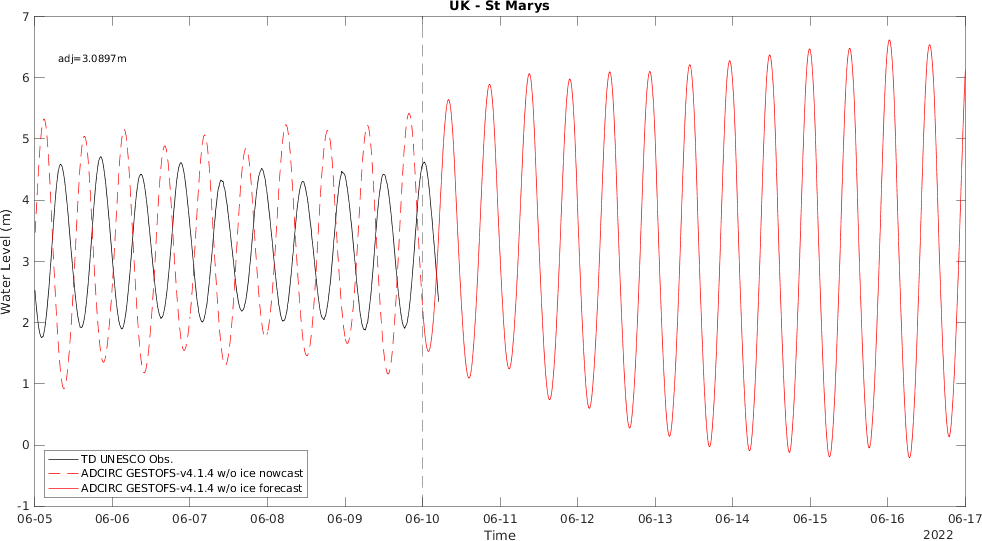 UK - St Marys
adj=3.0897m
Water Level (m)
7
6
5
4
3
2
1
0
-1
TD UNESCO Obs.
ADCIRC GESTOFS-v4.1.4 w/o ice nowcast
ADCIRC GESTOFS-v4.1.4 w/o ice forecast
06-05 06-06 06-07 06-08 06-09 06-10 06-11 06-12 06-13 06-14 06-15 06-16 06-17
Time
2022